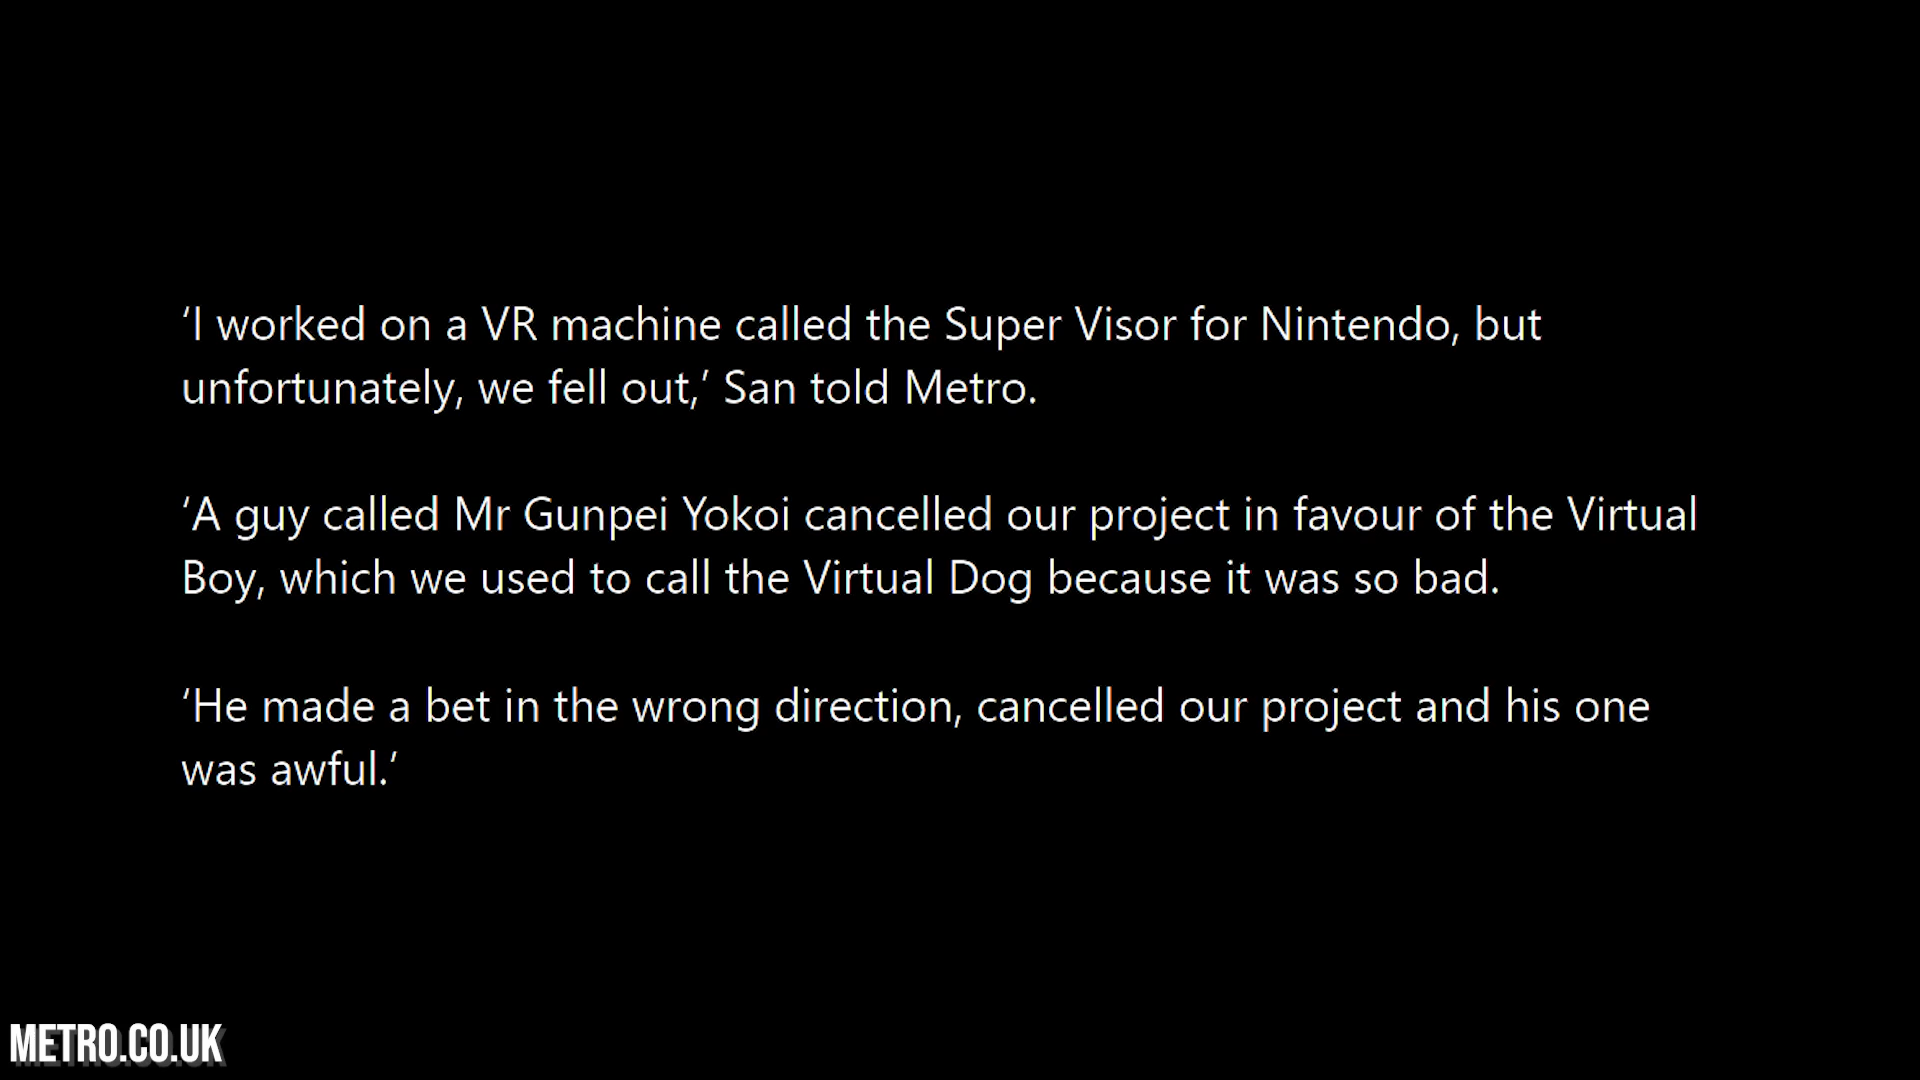 ‘I worked on a VR machine called the Super Visor for Nintendo, but
unfortunately, we fell out,’ San told Metro.
‘A guy called Mr Gunpei Yokoi cancelled our project in favour of the Virtual
Boy, which we used to call the Virtual Dog because it was so bad.
‘He made a bet in the wrong direction, cancelled our project and his one
was awful.’
METRO.CO.UK